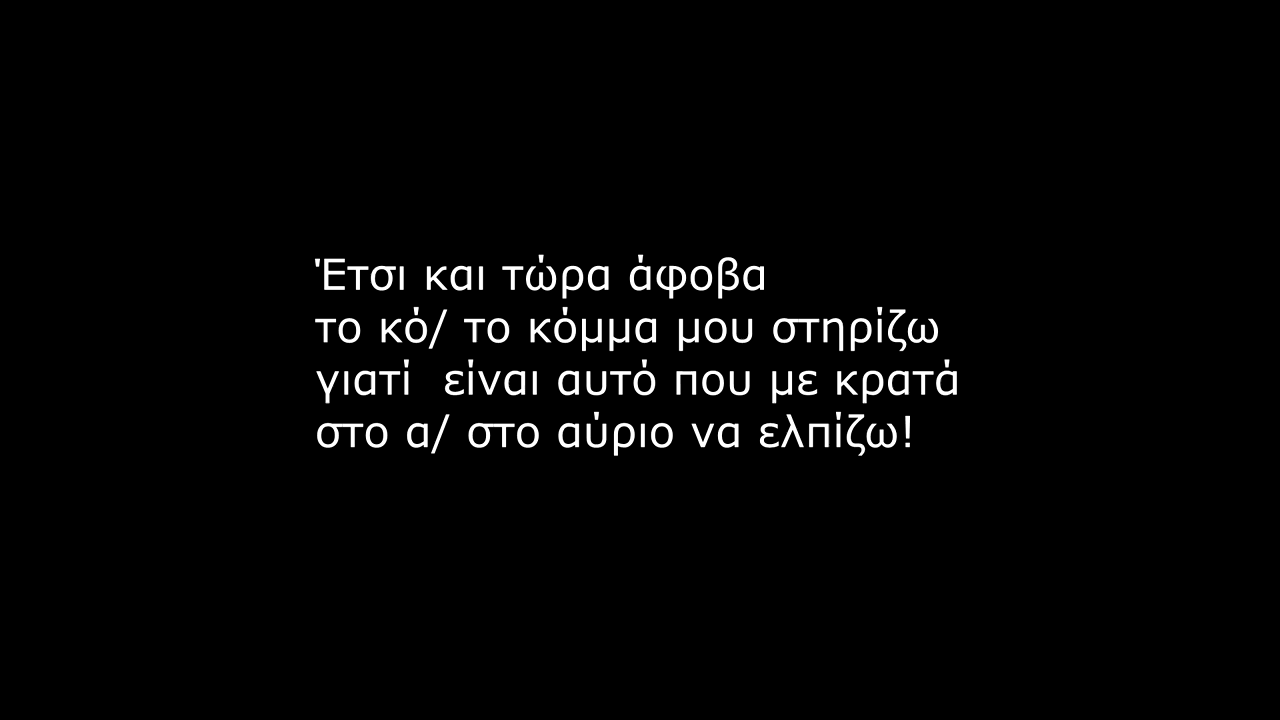 Έτσι και τώρα άφοβα
το κό/ το κόμμα μου στηρίζω
γιατί  είναι αυτό που με κρατά
στο α/ στο αύριο να ελπίζω!